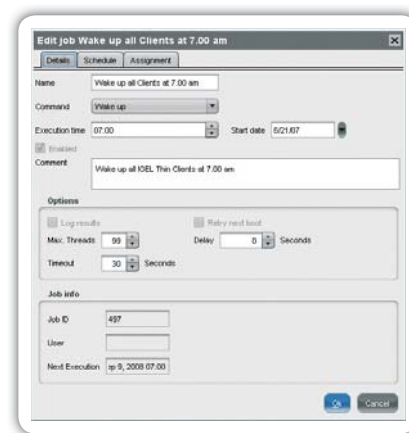 Edit job Wake up all Clients at 7.00 am
Details Schedule Assignment
Name Wake up all Clients at 7.00 am
Command Wake up
Execution time 07:00 Start date 6/21/07
Enabled
Comment Wake up all IGEL Thin Clients at 7.00 am
Options
Log results Retry next boot
Max. Threads 99 Delay 0 Seconds
Timeout 30 Seconds
Job info
Job ID 497
User
Next Execution ep 9, 2008 07:00
Ok Cancel